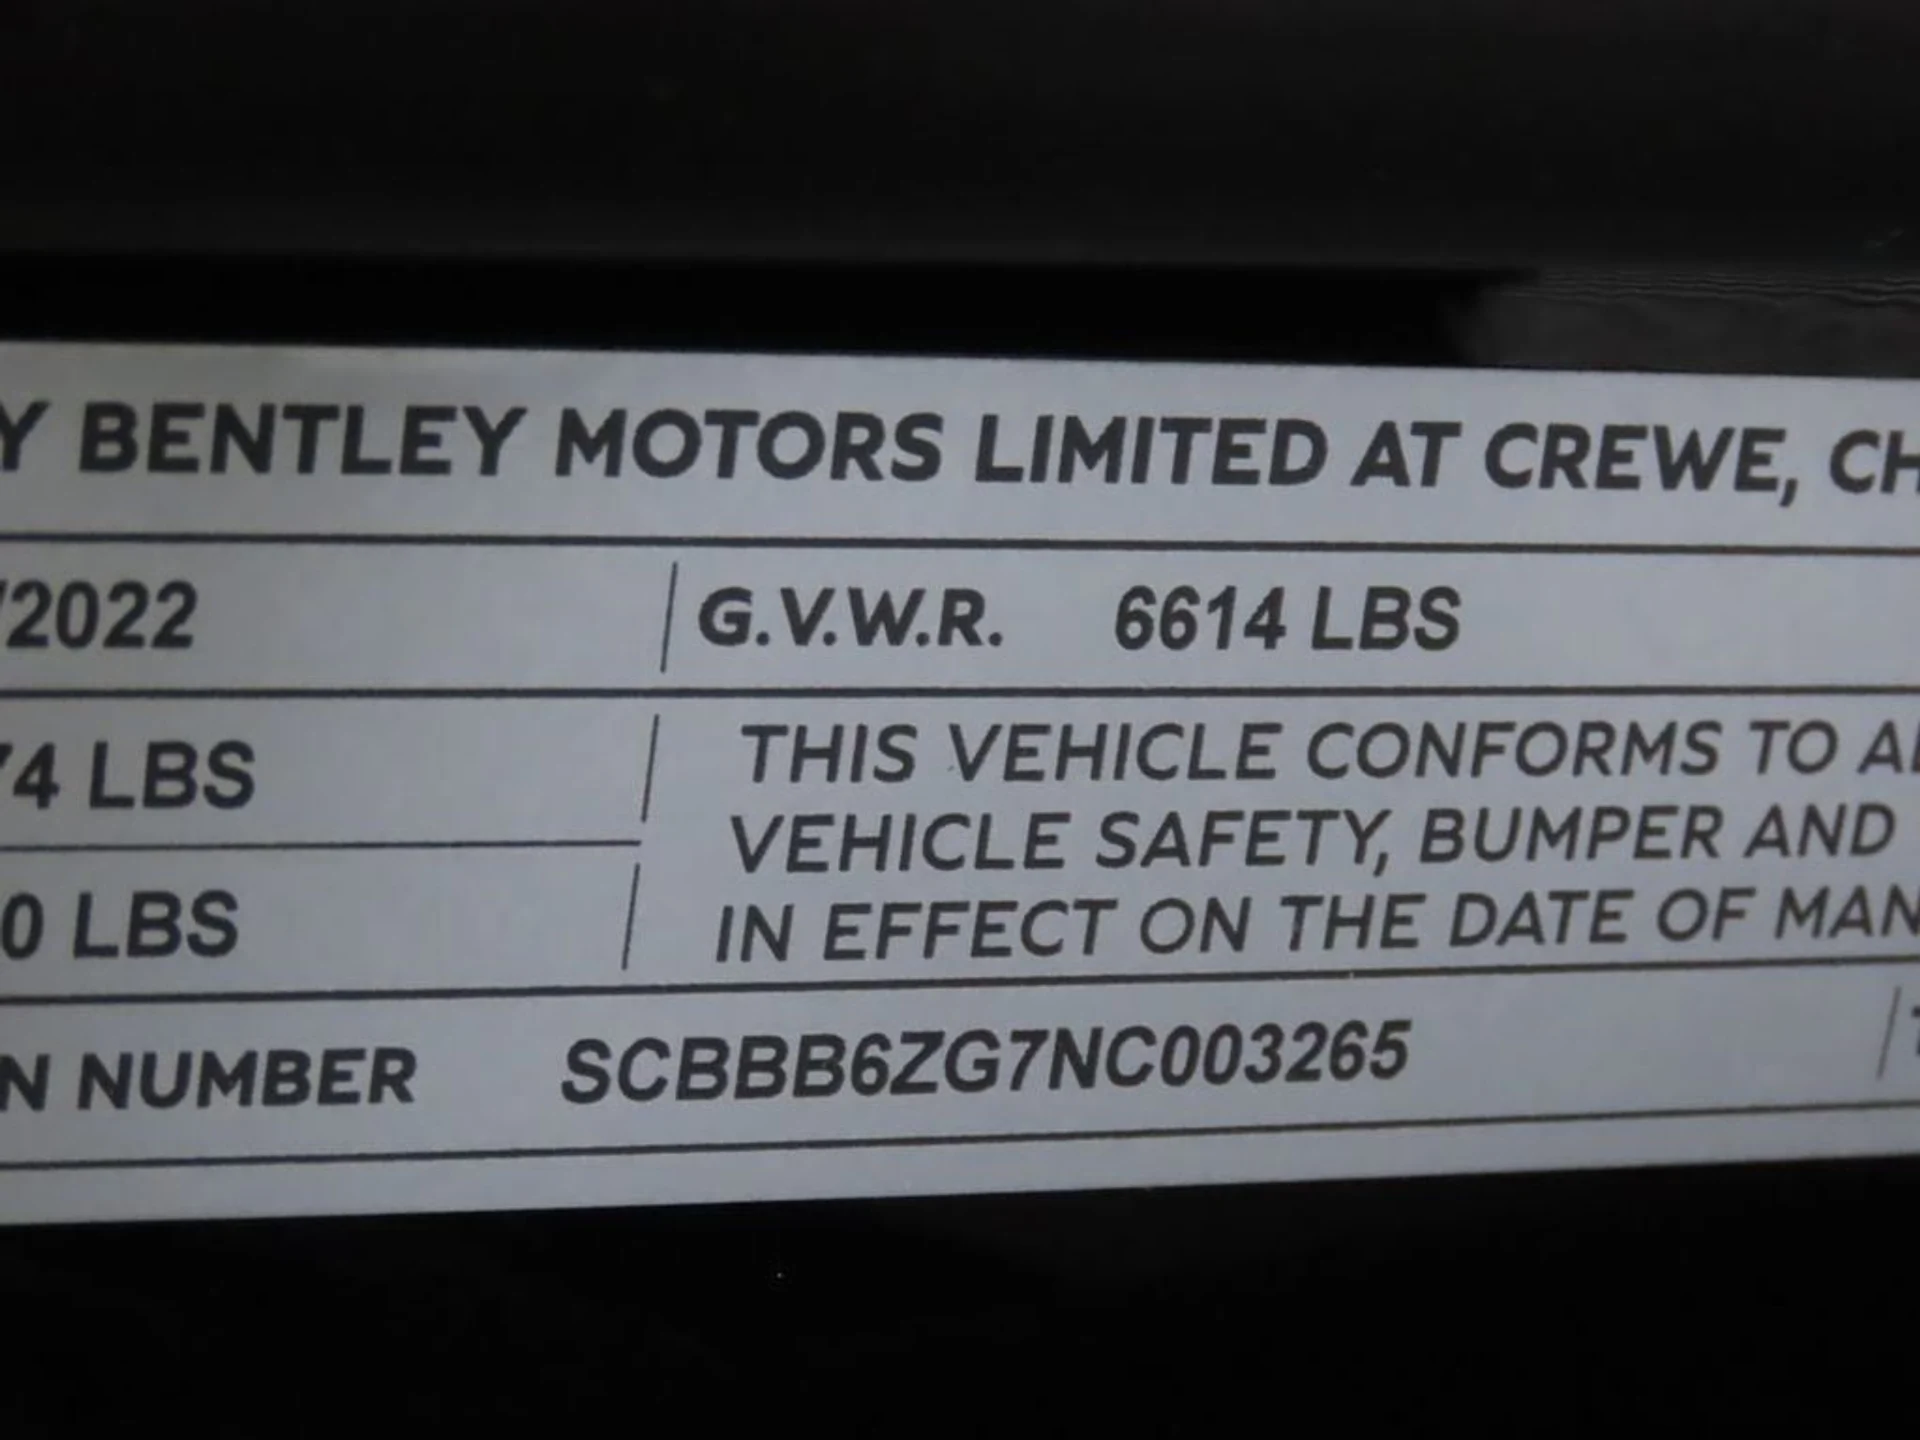 Y BENTLEY MOTORS LIMITED AT CREWE, CH
/2022 G.V.W.R. 6614 LBS
74 LBS
0 LBS
THIS VEHICLE CONFORMS TO AL
VEHICLE SAFETY, BUMPER AND
IN EFFECT ON THE DATE OF MAN
N NUMBER SCBBB6ZG7NC003265